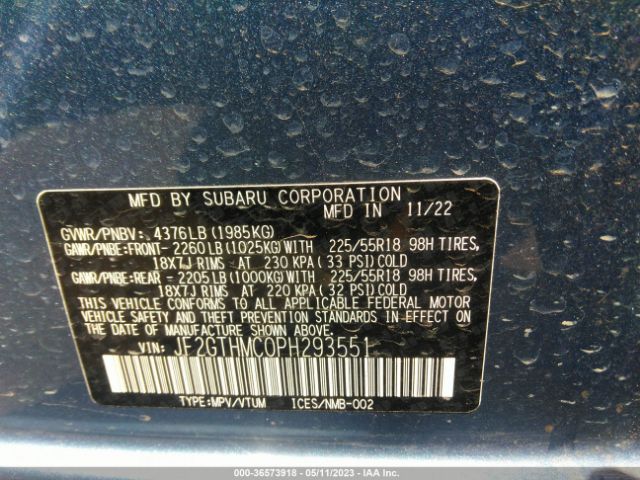 MFD BY SUBARU CORPORATION
MFD IN 11/22
GVWR/PNBV: 4376LB (1985KG)
GAWR/PNBE:FRONT-2260LB(1025KG)WITH 225/55R18 98H TIRES,
18X7J RIMS AT 230 KPA(33 PSI)COLD
GAWR/PNBE:REAR -2205LB(1000KG)WITH 225/55R18 98H TIRES,
18X7J RIMS AT 220 KPA(32 PSI)COLD
THIS VEHICLE CONFORMS TO ALL APPLICABLE FEDERAL MOTOR
VEHICLE SAFETY AND THEFT PREVENTION STANDARDS IN EFFECT
ON THE DATE OF MANUFACTURE SHOWN ABOVE.
VIN: JF2GTHMC0PH293551
TYPE:MPV/VTUM ICES/NMB-002
000-36573918 - 05/11/2023 - IAA Inc.